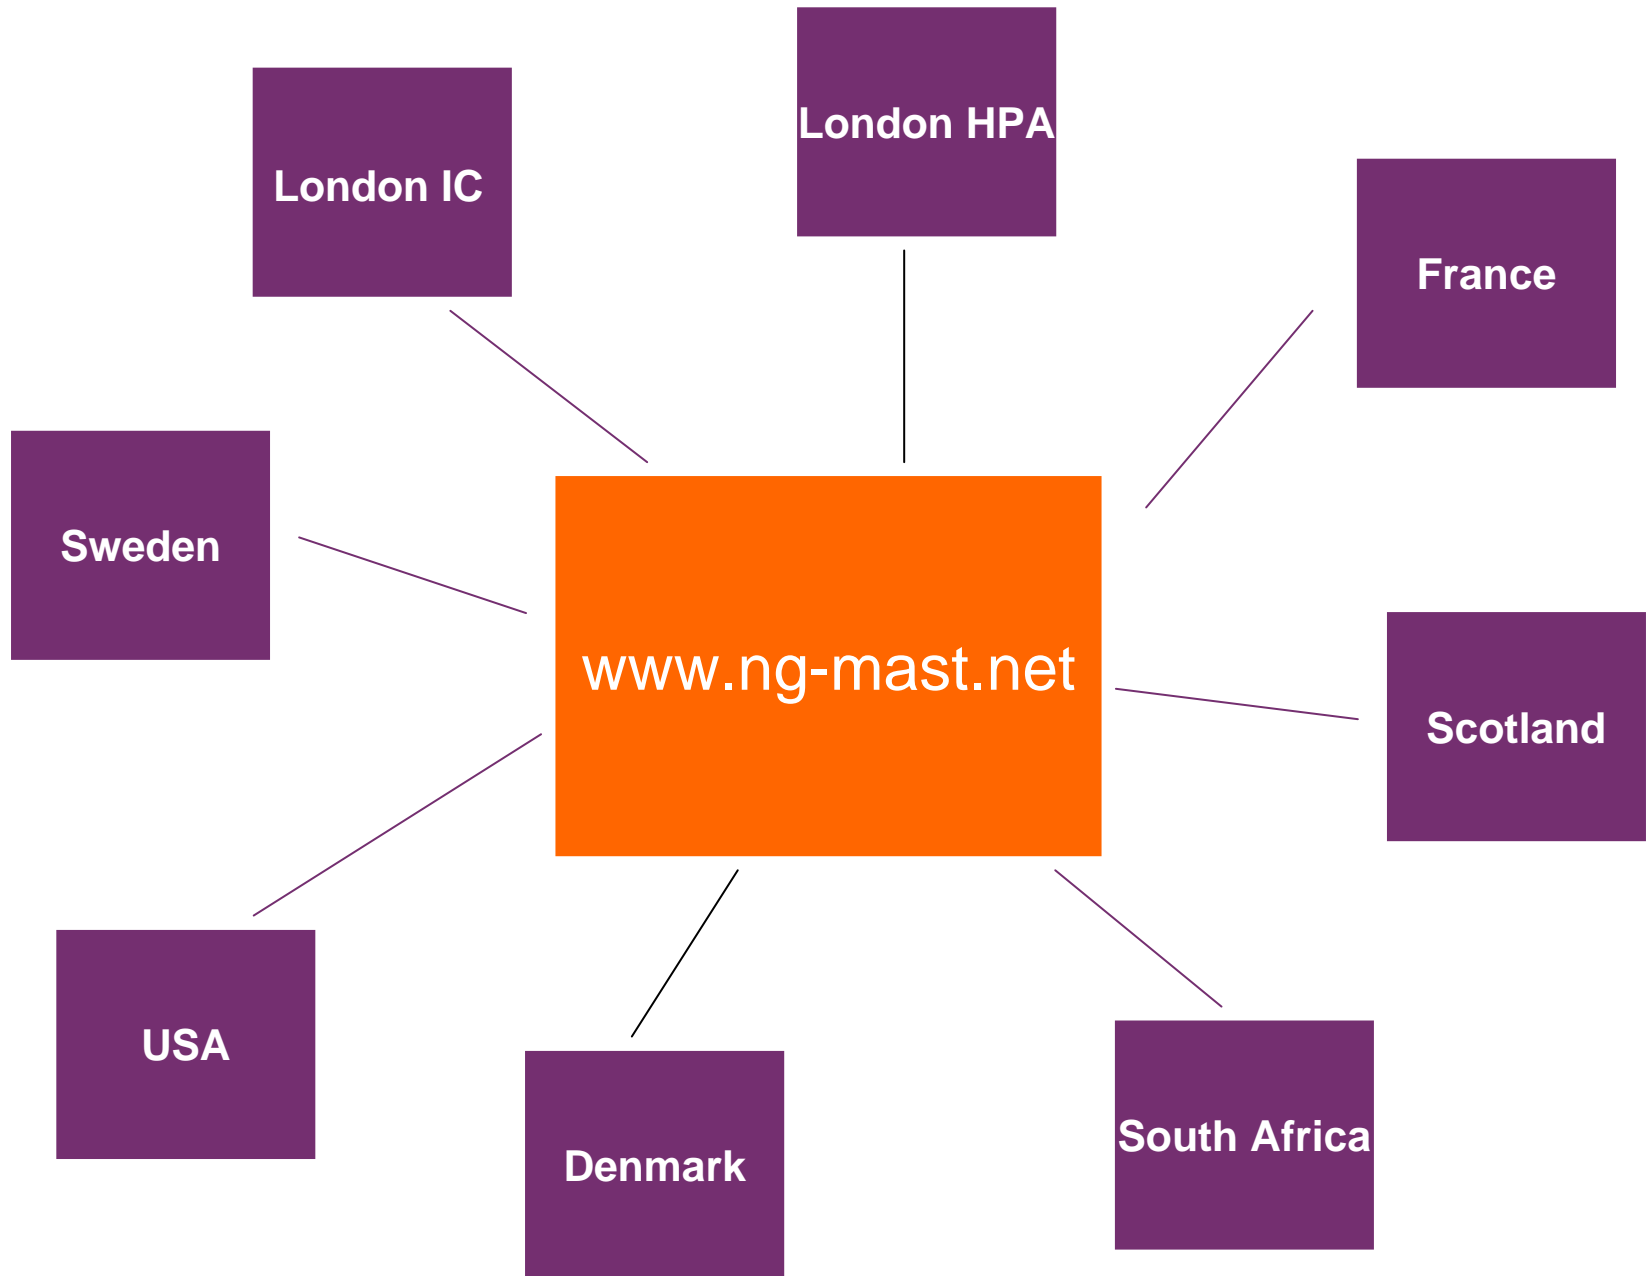 London HPA
London IC
France
Sweden
www.ng-mast.net
Scotland
USA
South Africa
Denmark